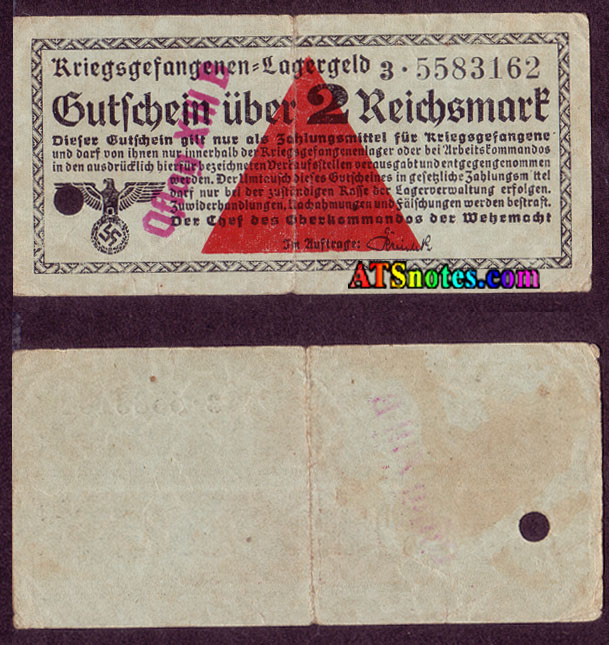 Kriegsgefangenen=Lagergeld 3·5583162
Gutschein über 2 Reichsmark
Dieser Gutschein gilt nur als Zahlungsmittel für Kriegsgefangene
und darf von ihnen nur innerhalb der Kriegsgefangenenlager oder bei Arbeitskommandos
in den ausdrücklich hierfür bezeichneten Verkaufsstellen verausgabt und entgegengenommen
werden. Der Umtausch dieses Gutscheines in gesetzliche Zahlungsmittel
darf nur bei der zuständigen Kasse der Lagerverwaltung erfolgen.
Zuwiderhandlungen, Nachahmungen und Fälschungen werden bestraft.
Der Chef des Oberkommandos der Wehrmacht
Im Auftrage:
Oflag XIII
ATSnotes.com